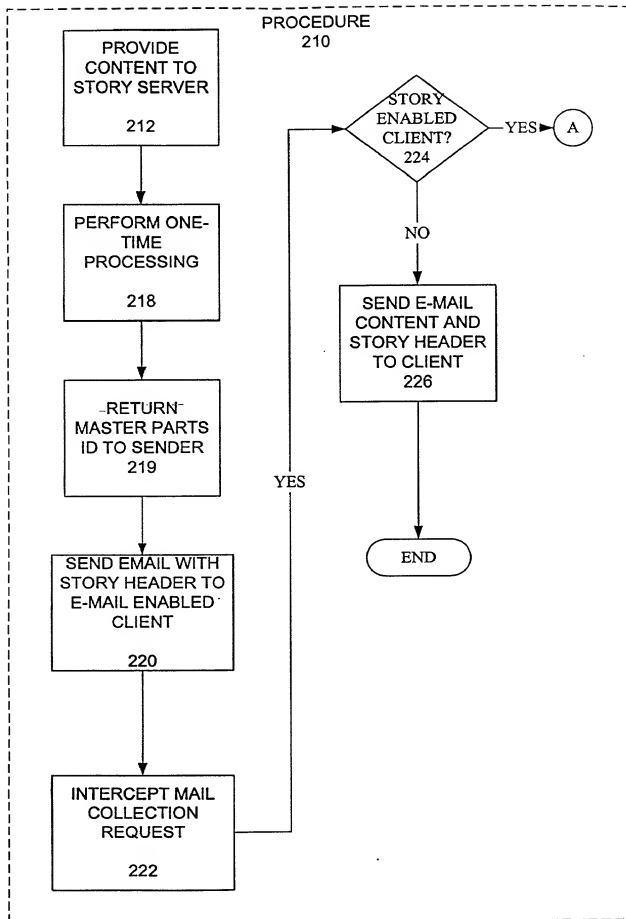 PROCEDURE
210
PROVIDE
CONTENT TO
STORY SERVER
212
PERFORM ONE-
TIME
PROCESSING
218
RETURN
MASTER PARTS
ID TO SENDER
219
SEND EMAIL WITH
STORY HEADER TO
E-MAIL ENABLED
CLIENT
220
INTERCEPT MAIL
COLLECTION
REQUEST
222
YES
STORY
ENABLED
CLIENT?
224
YES
A
NO
SEND E-MAIL
CONTENT AND
STORY HEADER
TO CLIENT
226
END